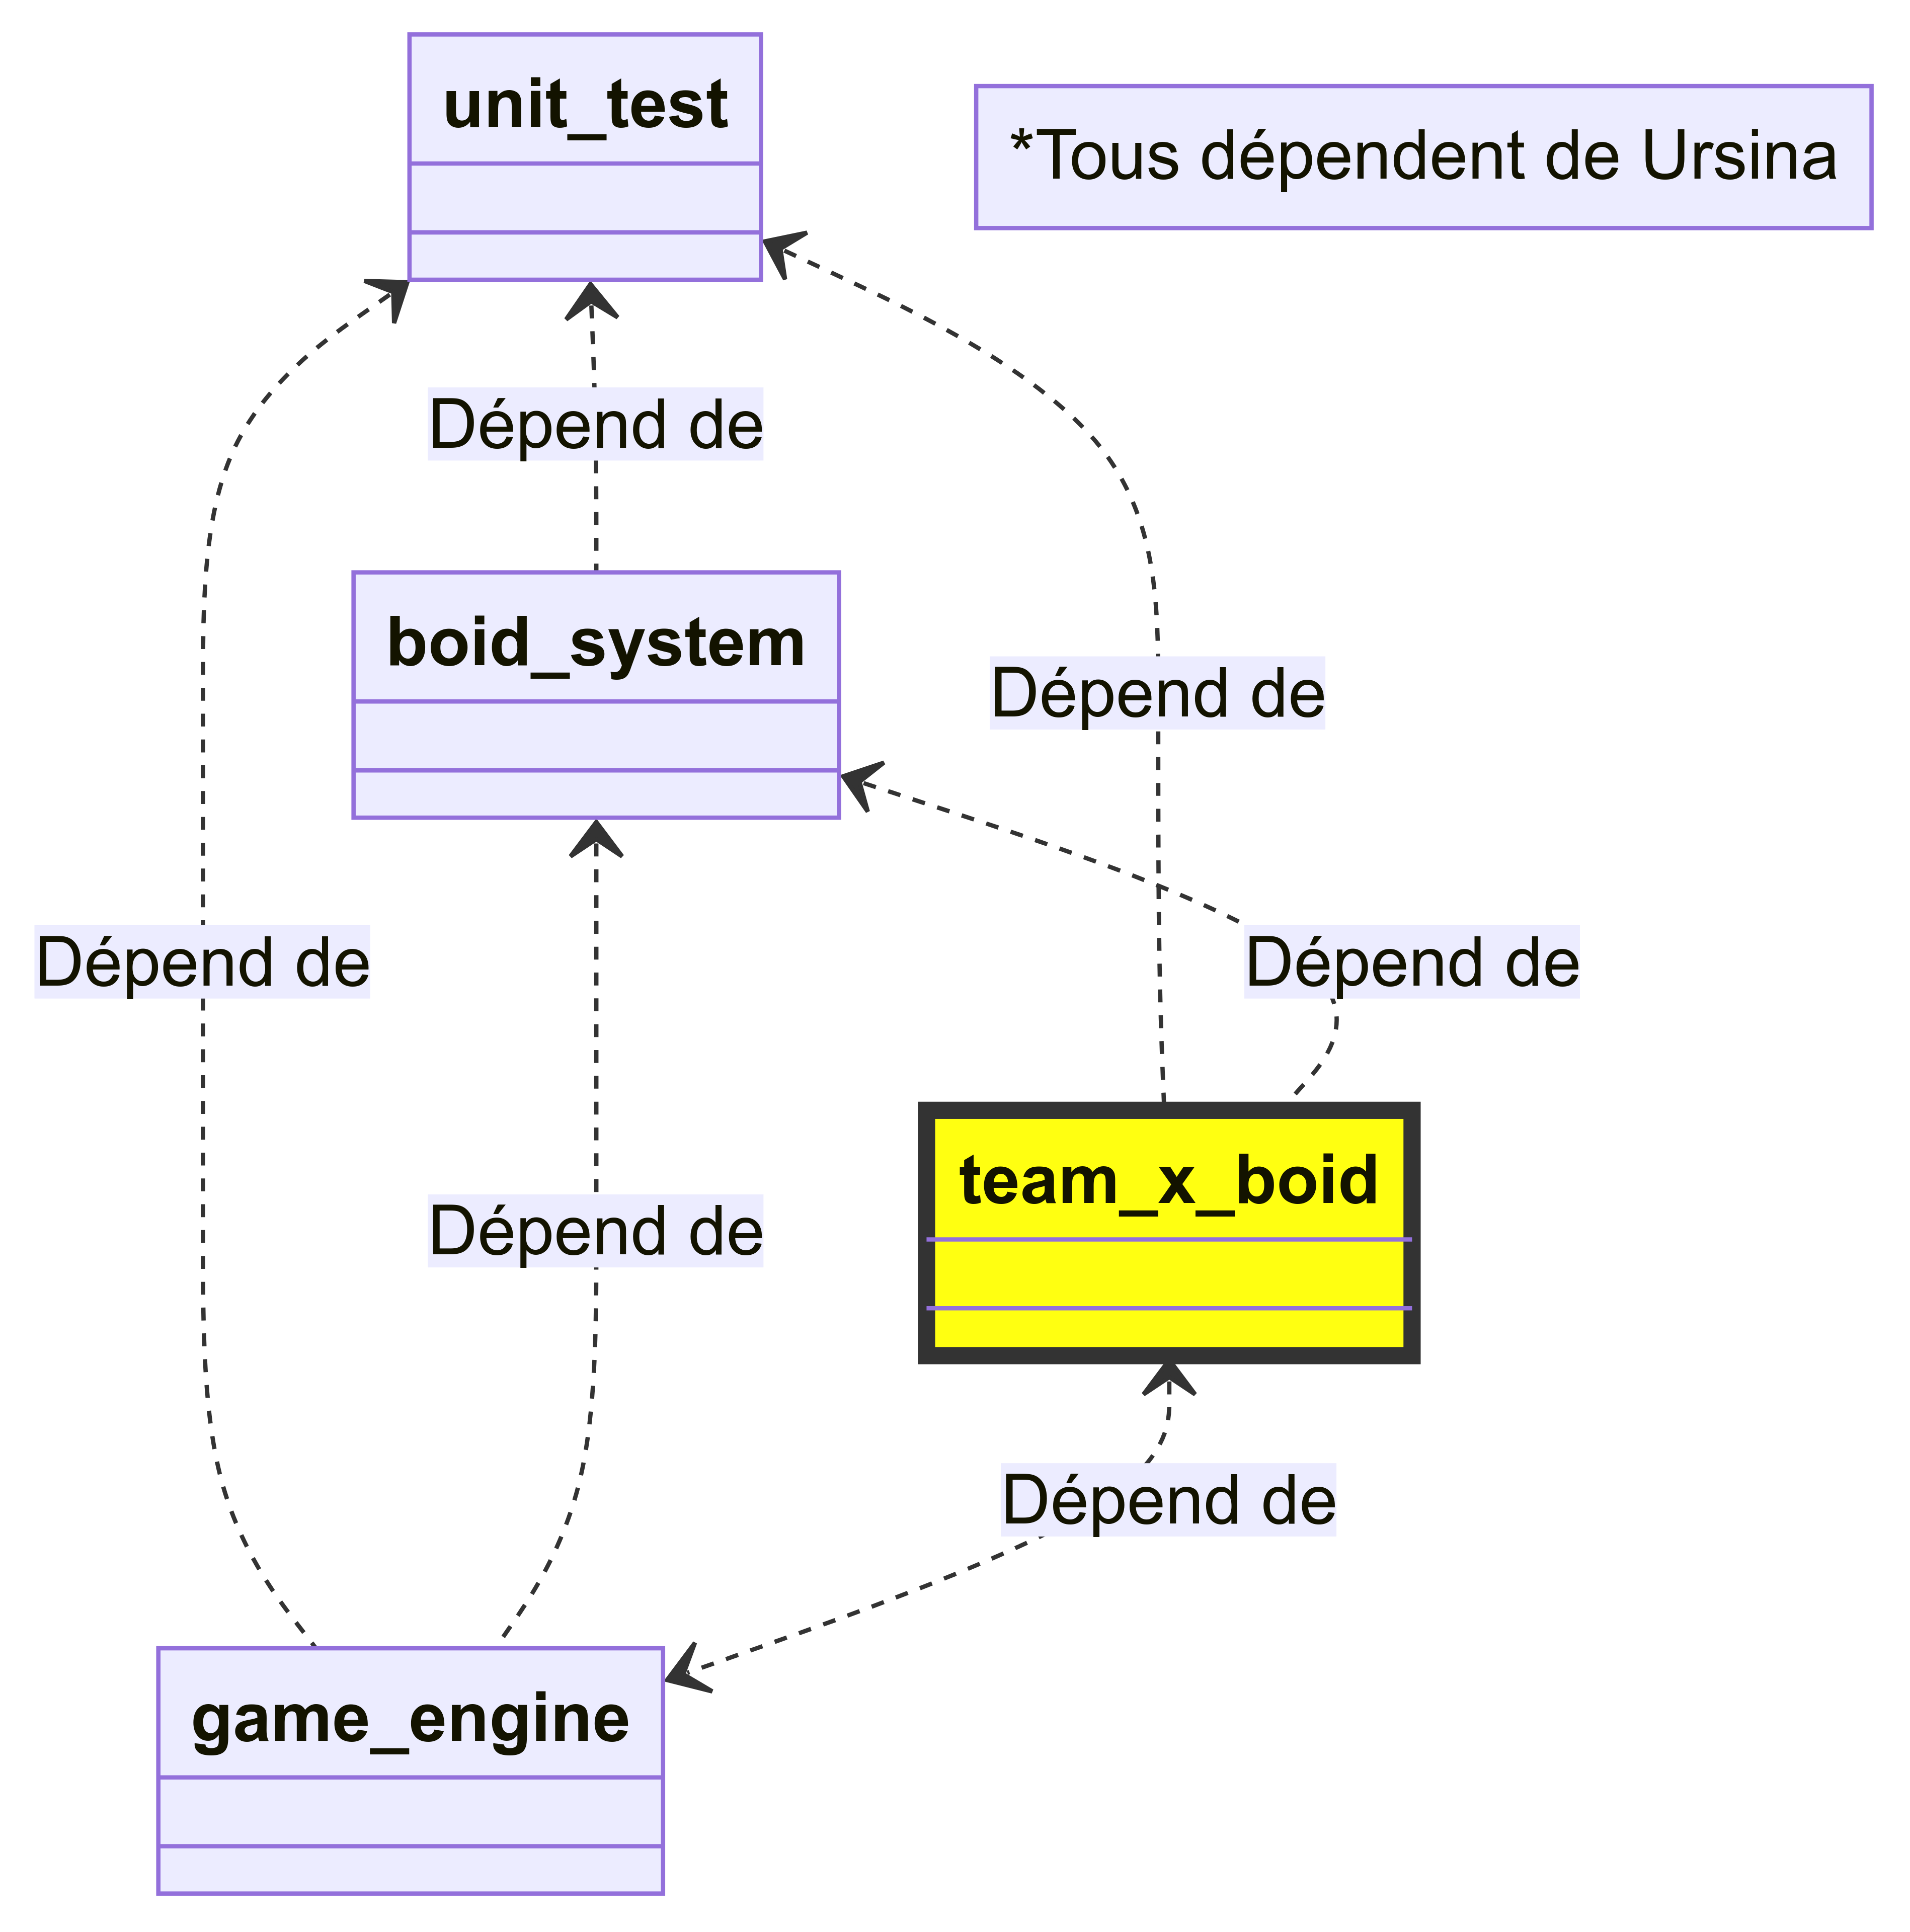 unit_test
*Tous dépendent de Ursina
Dépend de
boid_system
Dépend de
Dépend de
Dépend de
team_x_boid
Dépend de
Dépend de
game_engine